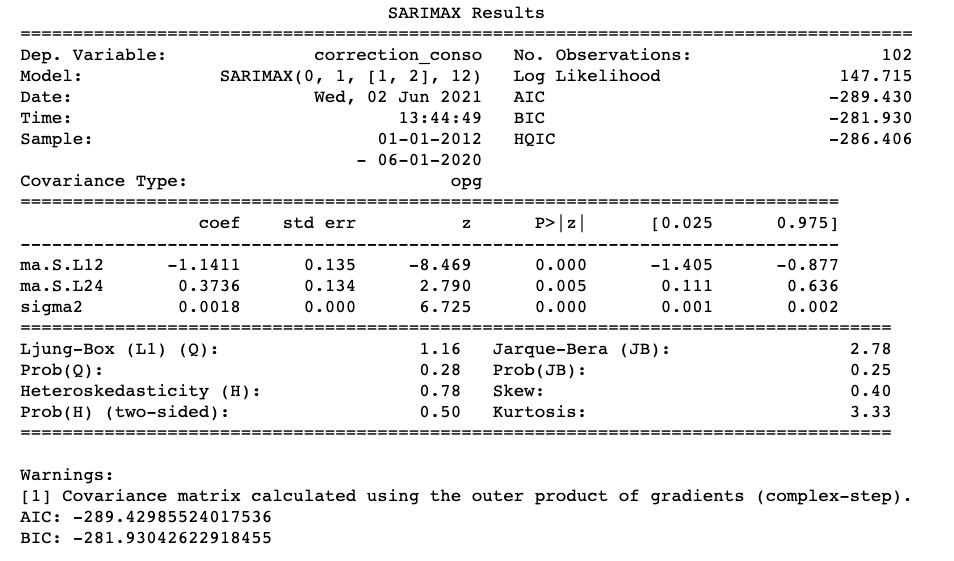 SARIMAX Results
==========================================================================================
Dep. Variable: correction_conso No. Observations: 102
Model: SARIMAX(0, 1, [1, 2], 12) Log Likelihood 147.715
Date: Wed, 02 Jun 2021 AIC -289.430
Time: 13:44:49 BIC -281.930
Sample: 01-01-2012 HQIC -286.406
- 06-01-2020
Covariance Type: opg
==============================================================================
coef std err z P>|z| [0.025 0.975]
------------------------------------------------------------------------------
ma.S.L12 -1.1411 0.135 -8.469 0.000 -1.405 -0.877
ma.S.L24 0.3736 0.134 2.790 0.005 0.111 0.636
sigma2 0.0018 0.000 6.725 0.000 0.001 0.002
===================================================================================
Ljung-Box (L1) (Q): 1.16 Jarque-Bera (JB): 2.78
Prob(Q): 0.28 Prob(JB): 0.25
Heteroskedasticity (H): 0.78 Skew: 0.40
Prob(H) (two-sided): 0.50 Kurtosis: 3.33
===================================================================================
Warnings:
[1] Covariance matrix calculated using the outer product of gradients (complex-step).
AIC: -289.42985524017536
BIC: -281.93042622918455